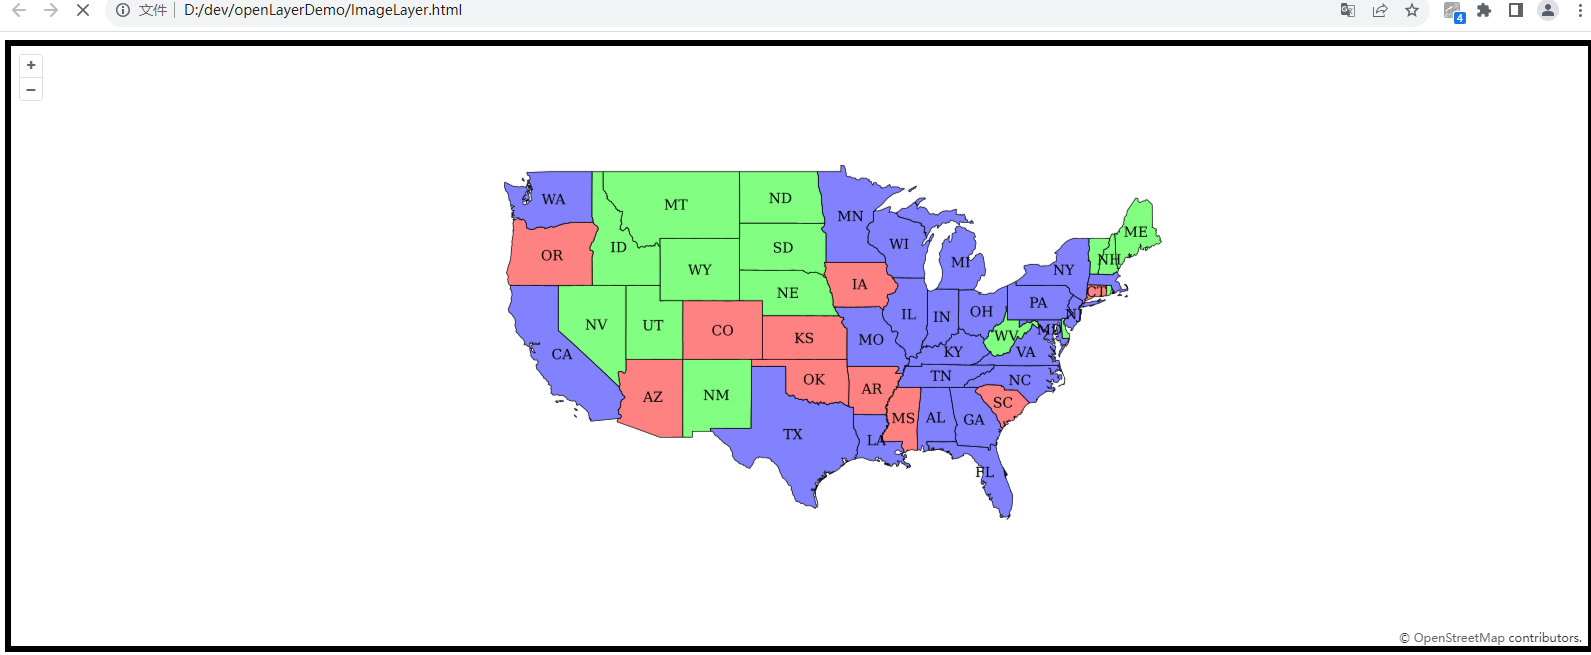 文件 D:/dev/openLayerDemo/ImageLayer.html
4
+
−
WA MT ND MN
OR ID WY SD WI MI NY NH ME
NE IA PA CT NJ
NV UT CO KS IL IN OH MD
CA MO KY WV VA
AZ NM OK AR TN NC
TX LA MS AL GA SC
FL
© OpenStreetMap contributors.